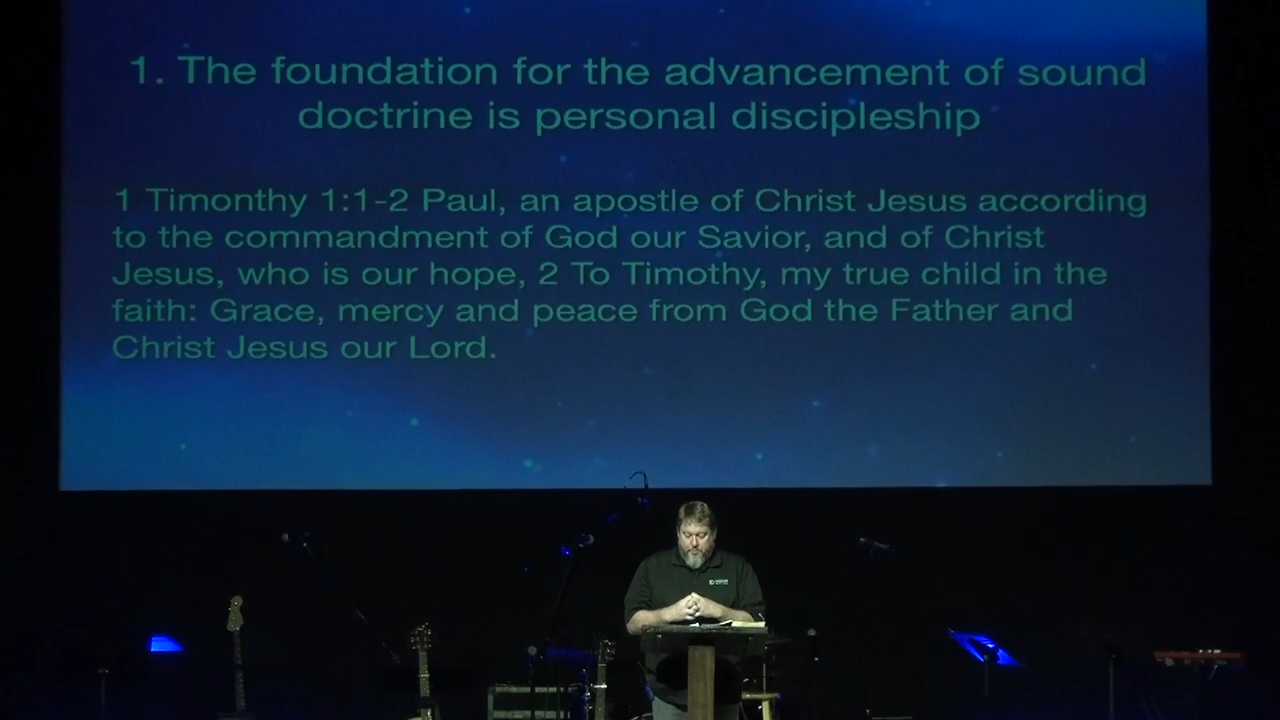 1. The foundation for the advancement of sound
doctrine is personal discipleship
1 Timonthy 1:1-2 Paul, an apostle of Christ Jesus according
to the commandment of God our Savior, and of Christ
Jesus, who is our hope, 2 To Timothy, my true child in the
faith: Grace, mercy and peace from God the Father and
Christ Jesus our Lord.